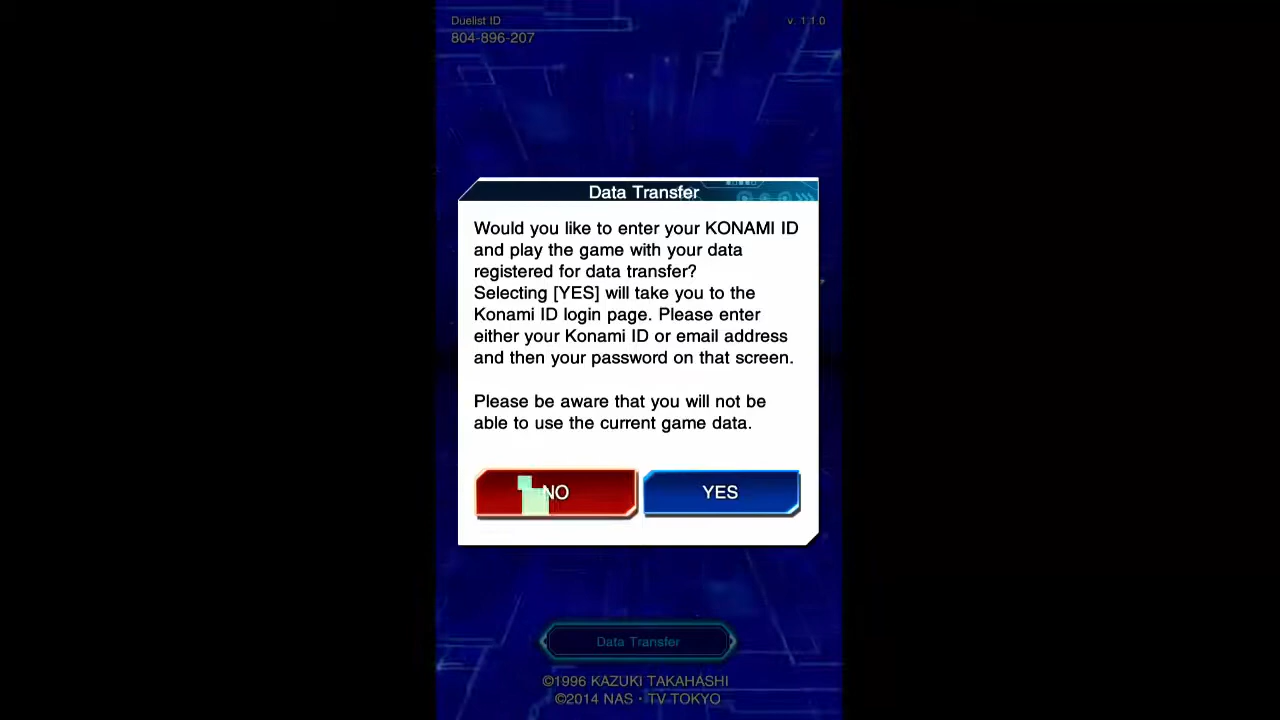 Duelist ID
v. 1.1.0
804-896-207
Data Transfer
Would you like to enter your KONAMI ID
and play the game with your data
registered for data transfer?
Selecting [YES] will take you to the
Konami ID login page. Please enter
either your Konami ID or email address
and then your password on that screen.
Please be aware that you will not be
able to use the current game data.
NO
YES
Data Transfer
©1996 KAZUKI TAKAHASHI
©2014 NAS・TV TOKYO